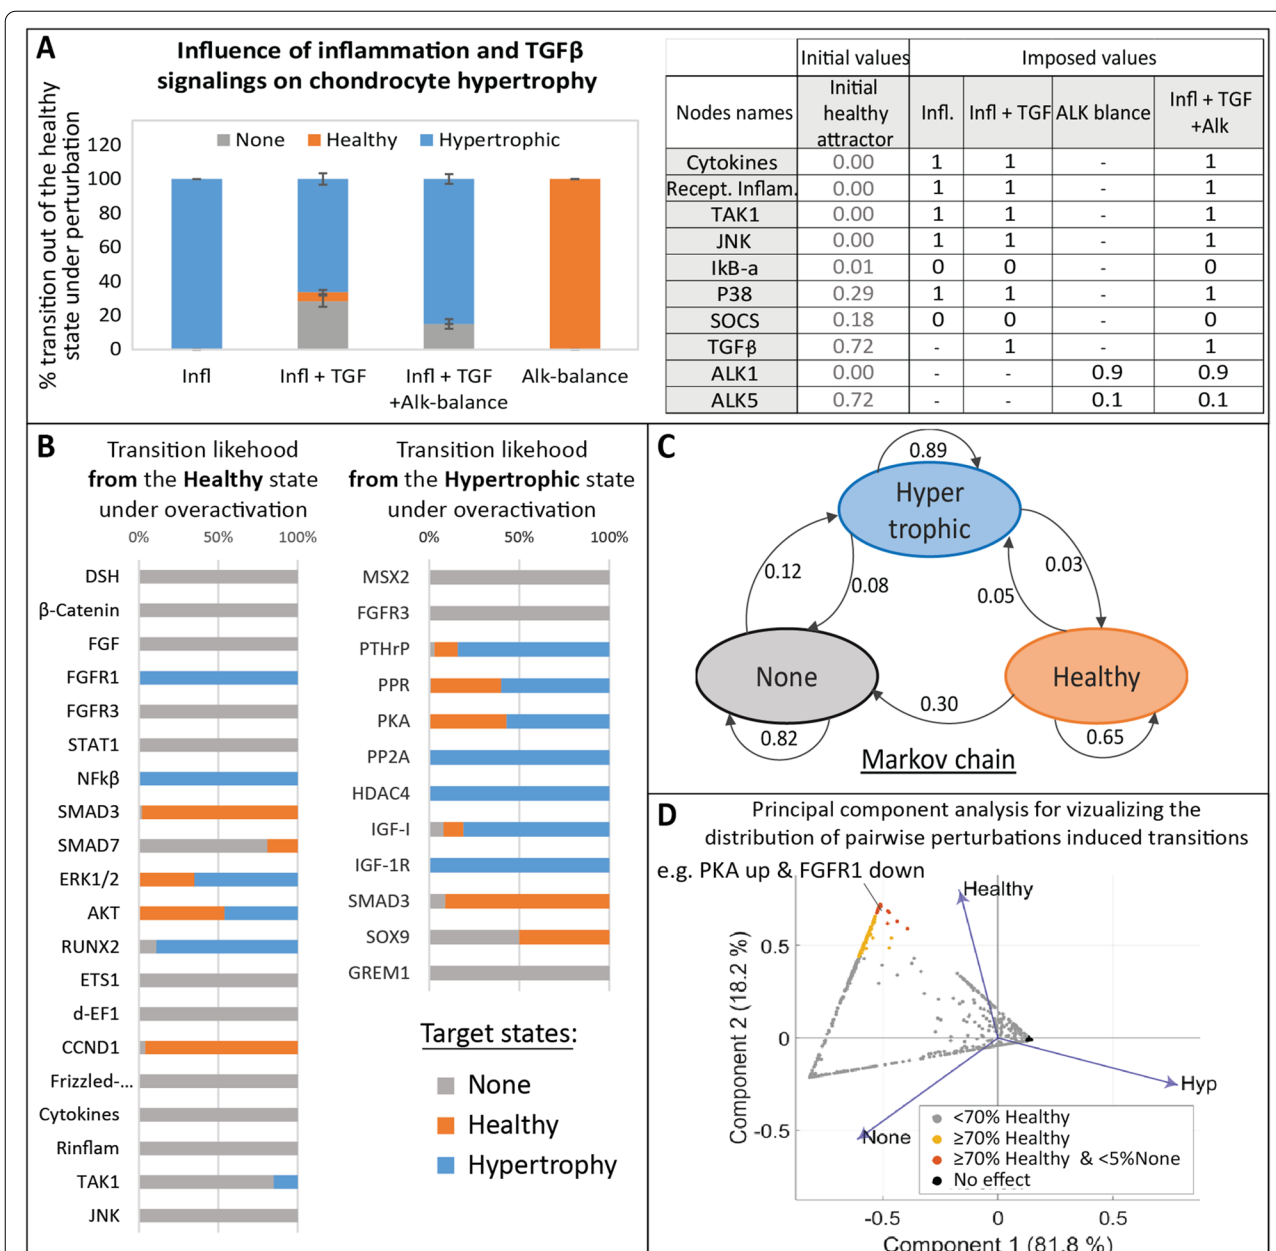 A
Influence of inflammation and TGFβ
signalings on chondrocyte hypertrophy
% transition out of the healthy
state under perturbation
None Healthy Hypertrophic
120
100
80
60
40
20
0
Infl Infl + TGF Infl + TGF Alk-balance
+Alk-balance
Initial values Imposed values
Nodes names Initial healthy attractor Infl. Infl + TGF ALK blance Infl + TGF +Alk
Cytokines 0.00 1 1 - 1
Recept. Inflam. 0.00 1 1 - 1
TAK1 0.00 1 1 - 1
JNK 0.00 1 1 - 1
IkB-a 0.01 0 0 - 0
P38 0.29 1 1 - 1
SOCS 0.18 0 0 - 0
TGFβ 0.72 - 1 - 1
ALK1 0.00 - - 0.9 0.9
ALK5 0.72 - - 0.1 0.1
B
Transition likehood
from the Healthy state
under overactivation
0% 50% 100%
DSH
β-Catenin
FGF
FGFR1
FGFR3
STAT1
NFkβ
SMAD3
SMAD7
ERK1/2
AKT
RUNX2
ETS1
d-EF1
CCND1
Frizzled-...
Cytokines
Rinflam
TAK1
JNK
Transition likehood
from the Hypertrophic state
under overactivation
0% 50% 100%
MSX2
FGFR3
PTHrP
PPR
PKA
PP2A
HDAC4
IGF-I
IGF-1R
SMAD3
SOX9
GREM1
Target states:
None
Healthy
Hypertrophy
C
0.89
Hyper
trophic
0.12
0.08
0.03
0.05
None
Healthy
0.30
0.82
0.65
Markov chain
D
Principal component analysis for vizualizing the
distribution of pairwise perturbations induced transitions
e.g. PKA up & FGFR1 down
Healthy
Hyp
None
Component 2 (18.2 %)
0.5
0
-0.5
<70% Healthy
≥70% Healthy
≥70% Healthy & <5%None
No effect
-0.5 0 0.5
Component 1 (81.8 %)